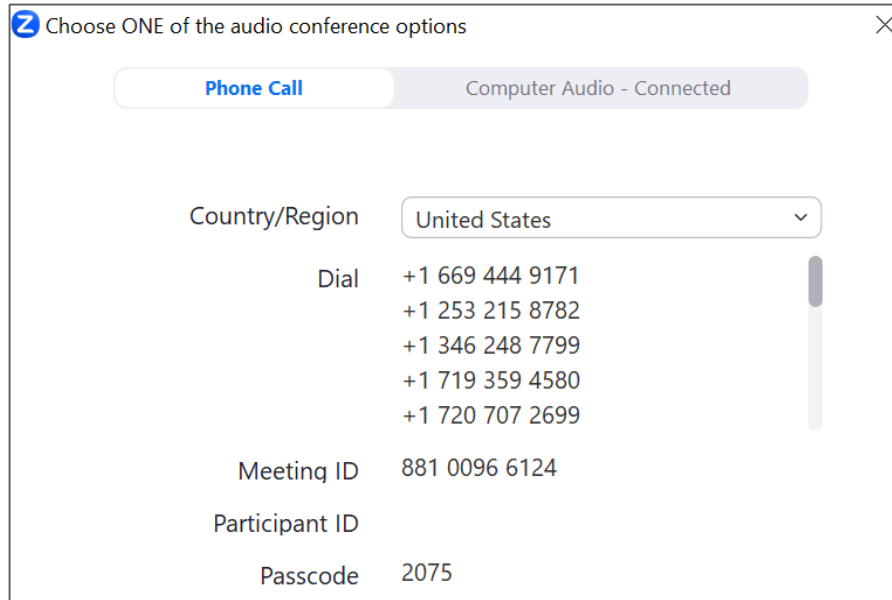 Z Choose ONE of the audio conference options
Phone Call Computer Audio - Connected
Country/Region United States
Dial +1 669 444 9171
+1 253 215 8782
+1 346 248 7799
+1 719 359 4580
+1 720 707 2699
Meeting ID 881 0096 6124
Participant ID
Passcode 2075